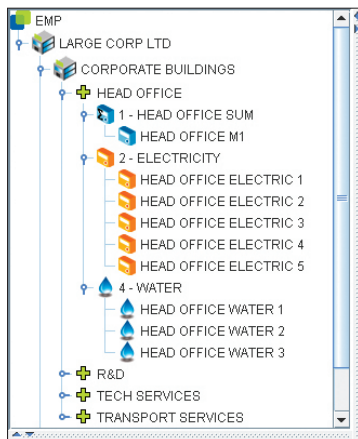 EMP
LARGE CORP LTD
CORPORATE BUILDINGS
HEAD OFFICE
1 - HEAD OFFICE SUM
HEAD OFFICE M1
2 - ELECTRICITY
HEAD OFFICE ELECTRIC 1
HEAD OFFICE ELECTRIC 2
HEAD OFFICE ELECTRIC 3
HEAD OFFICE ELECTRIC 4
HEAD OFFICE ELECTRIC 5
4 - WATER
HEAD OFFICE WATER 1
HEAD OFFICE WATER 2
HEAD OFFICE WATER 3
R&D
TECH SERVICES
TRANSPORT SERVICES